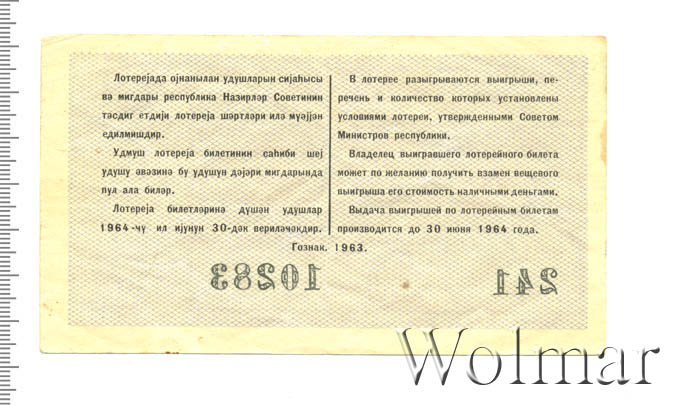 Лотерејада ојнанылан удушларын сијаһысы
вә мигдары республика Назирләр Советинин
тәсдиг етдији лотереја шәртләри илә муәјјән
едилмишдир.
Удмуш лотереја билетинин саһиби шеј
удушу әвәзинә бу удушун дәјәри мигдарында
пул ала биләр.
Лотереја билетләринә дүшән удушлар
1964-чү ил ијунун 30-дәк вериләчәкдир.
В лотерее разыгрываются выигрыши, пе-
речень и количество которых установлены
условиями лотереи, утвержденными Советом
Министров республики.
Владелец выигравшего лотерейного билета
может по желанию получить взамен вещевого
выигрыша его стоимость наличными деньгами.
Выдача выигрышей по лотерейным билетам
производится до 30 июня 1964 года.
Гознак. 1963.
10283
241
Wolmar